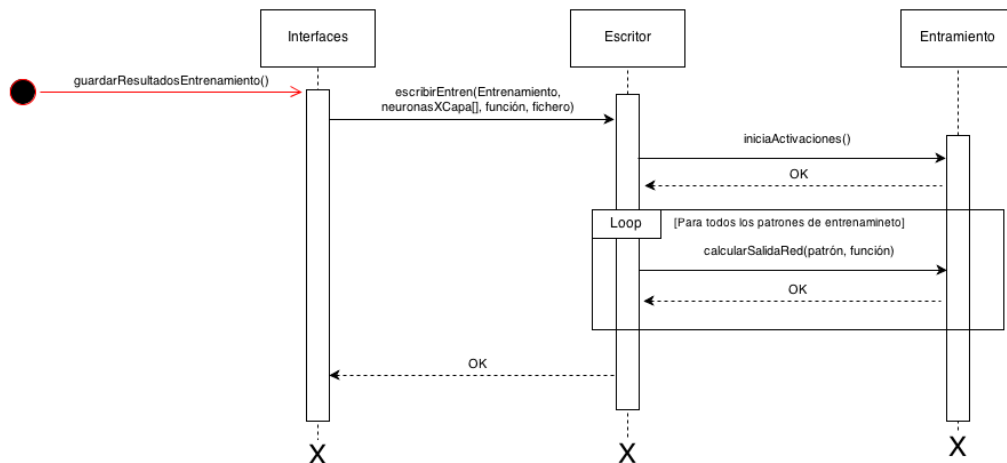 Interfaces
Escritor
Entramiento
guardarResultadosEntrenamiento()
escribirEntren(Entrenamiento,
neuronasXCapa[], función, fichero)
iniciaActivaciones()
OK
Loop
[Para todos los patrones de entrenamineto]
calcularSalidaRed(patrón, función)
OK
OK
X
X
X